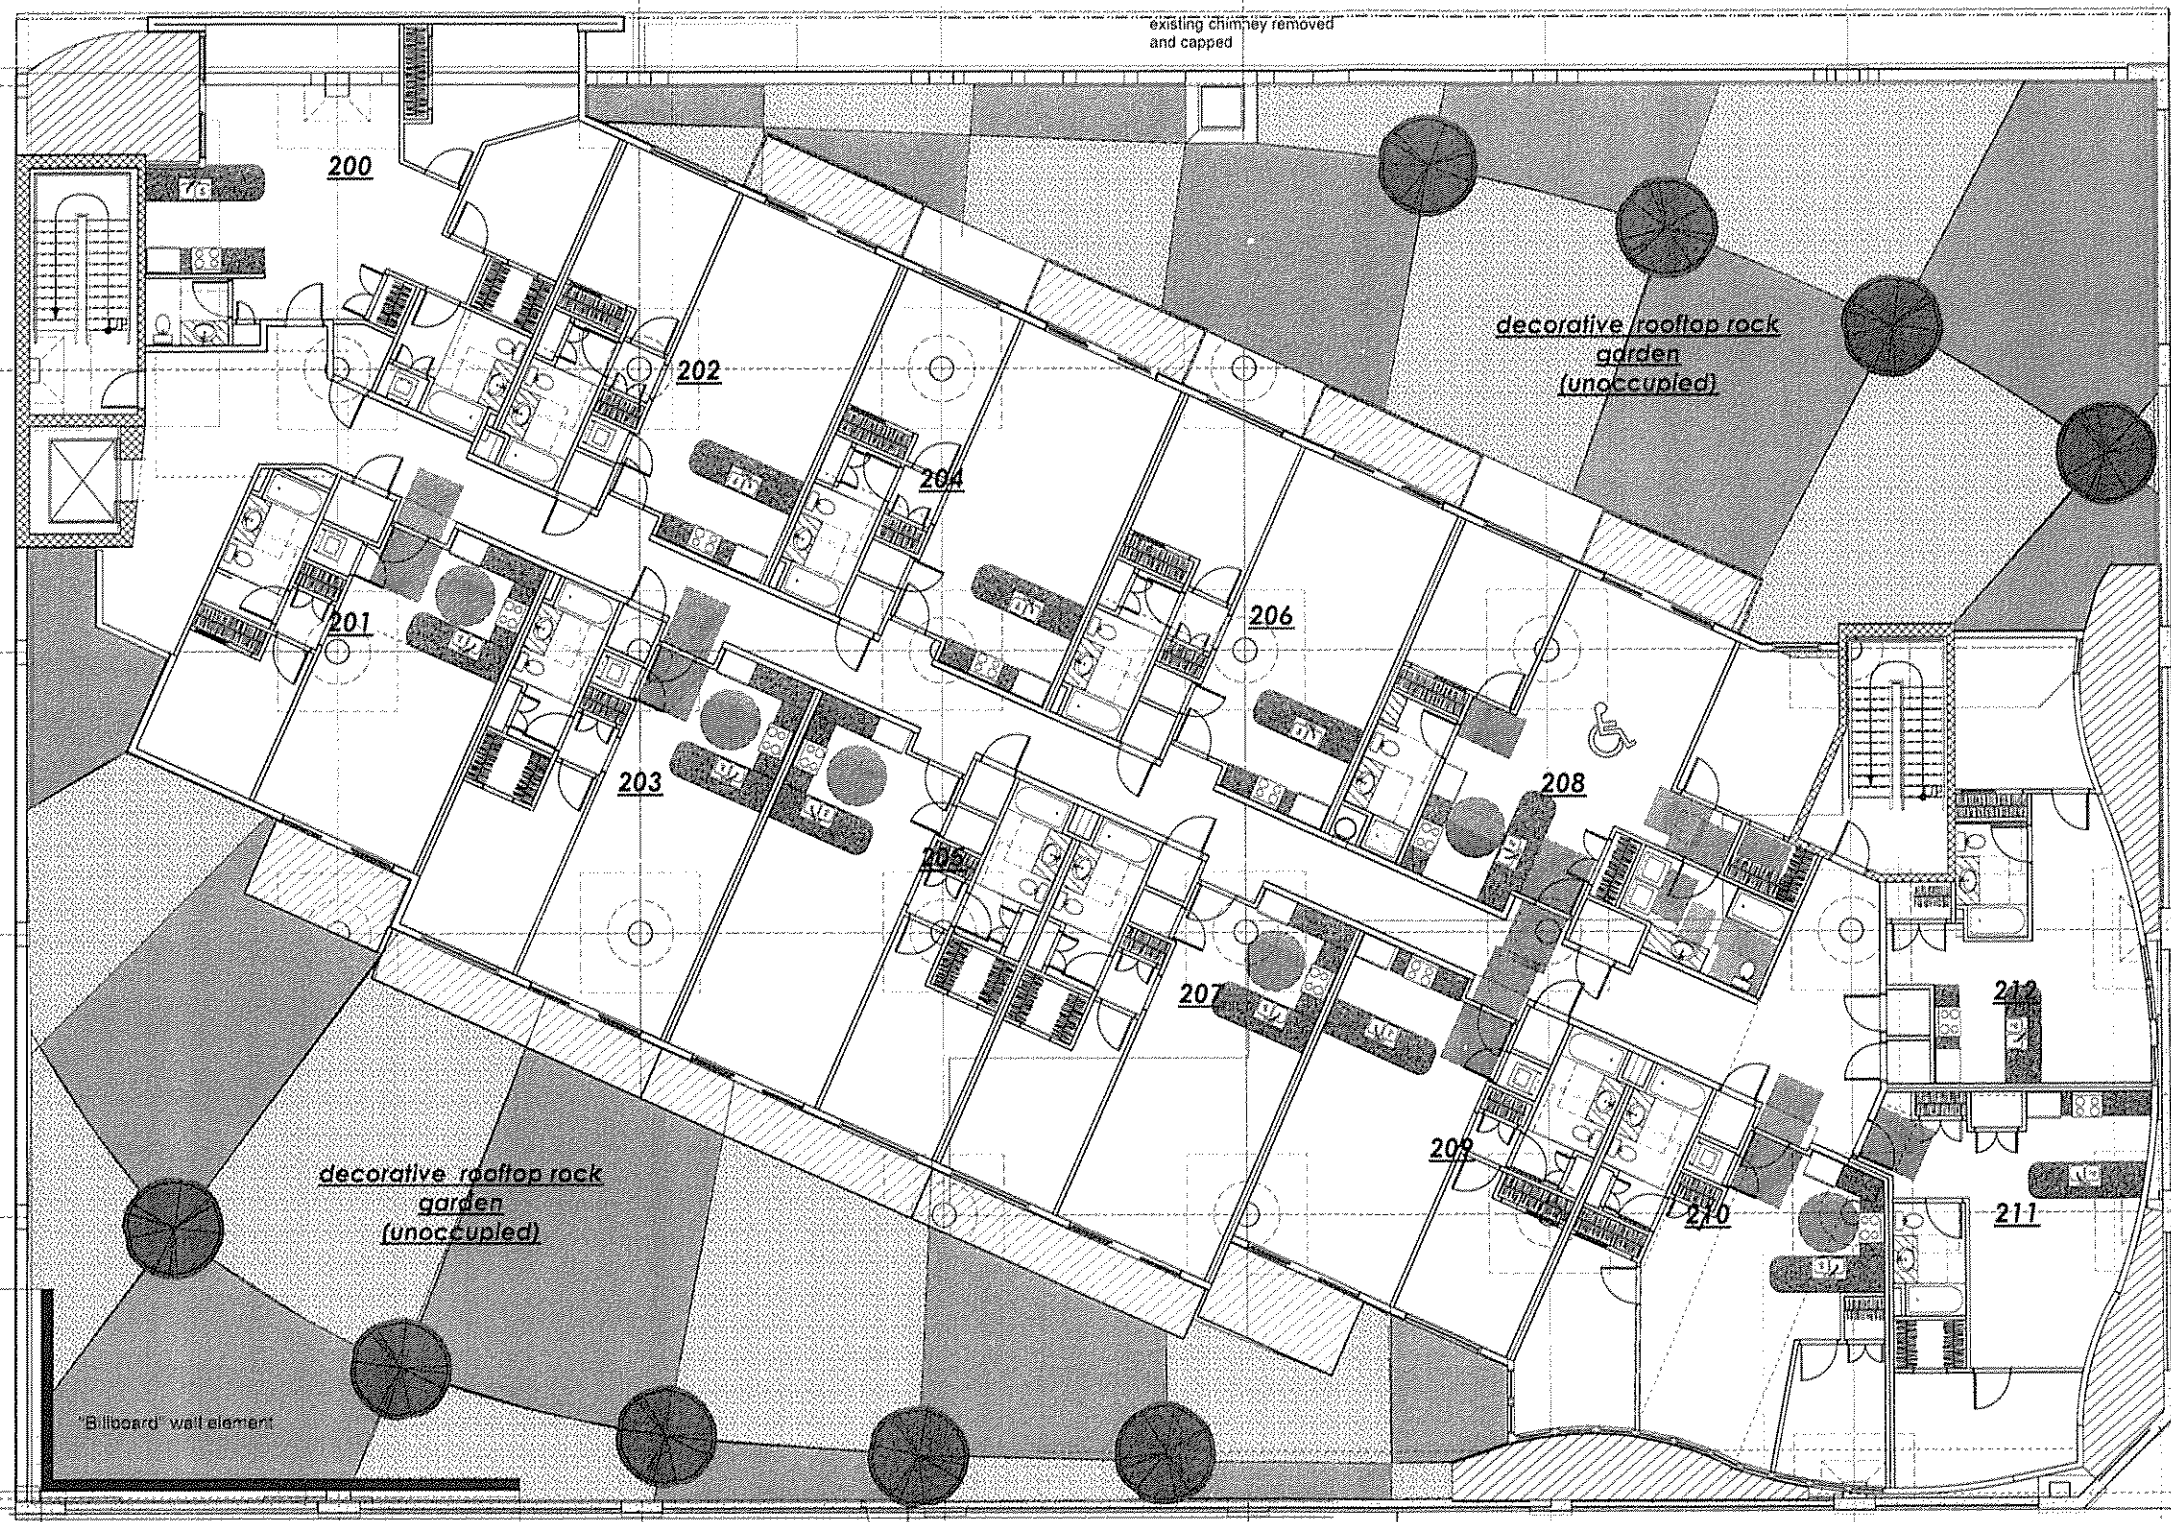 existing chimney removed
and capped
200
decorative rooftop rock
garden
(unoccupied)
202
204
201
206
203
208
205
207
212
209
decorative rooftop rock
garden
(unoccupied)
210
211
"Billboard" wall element